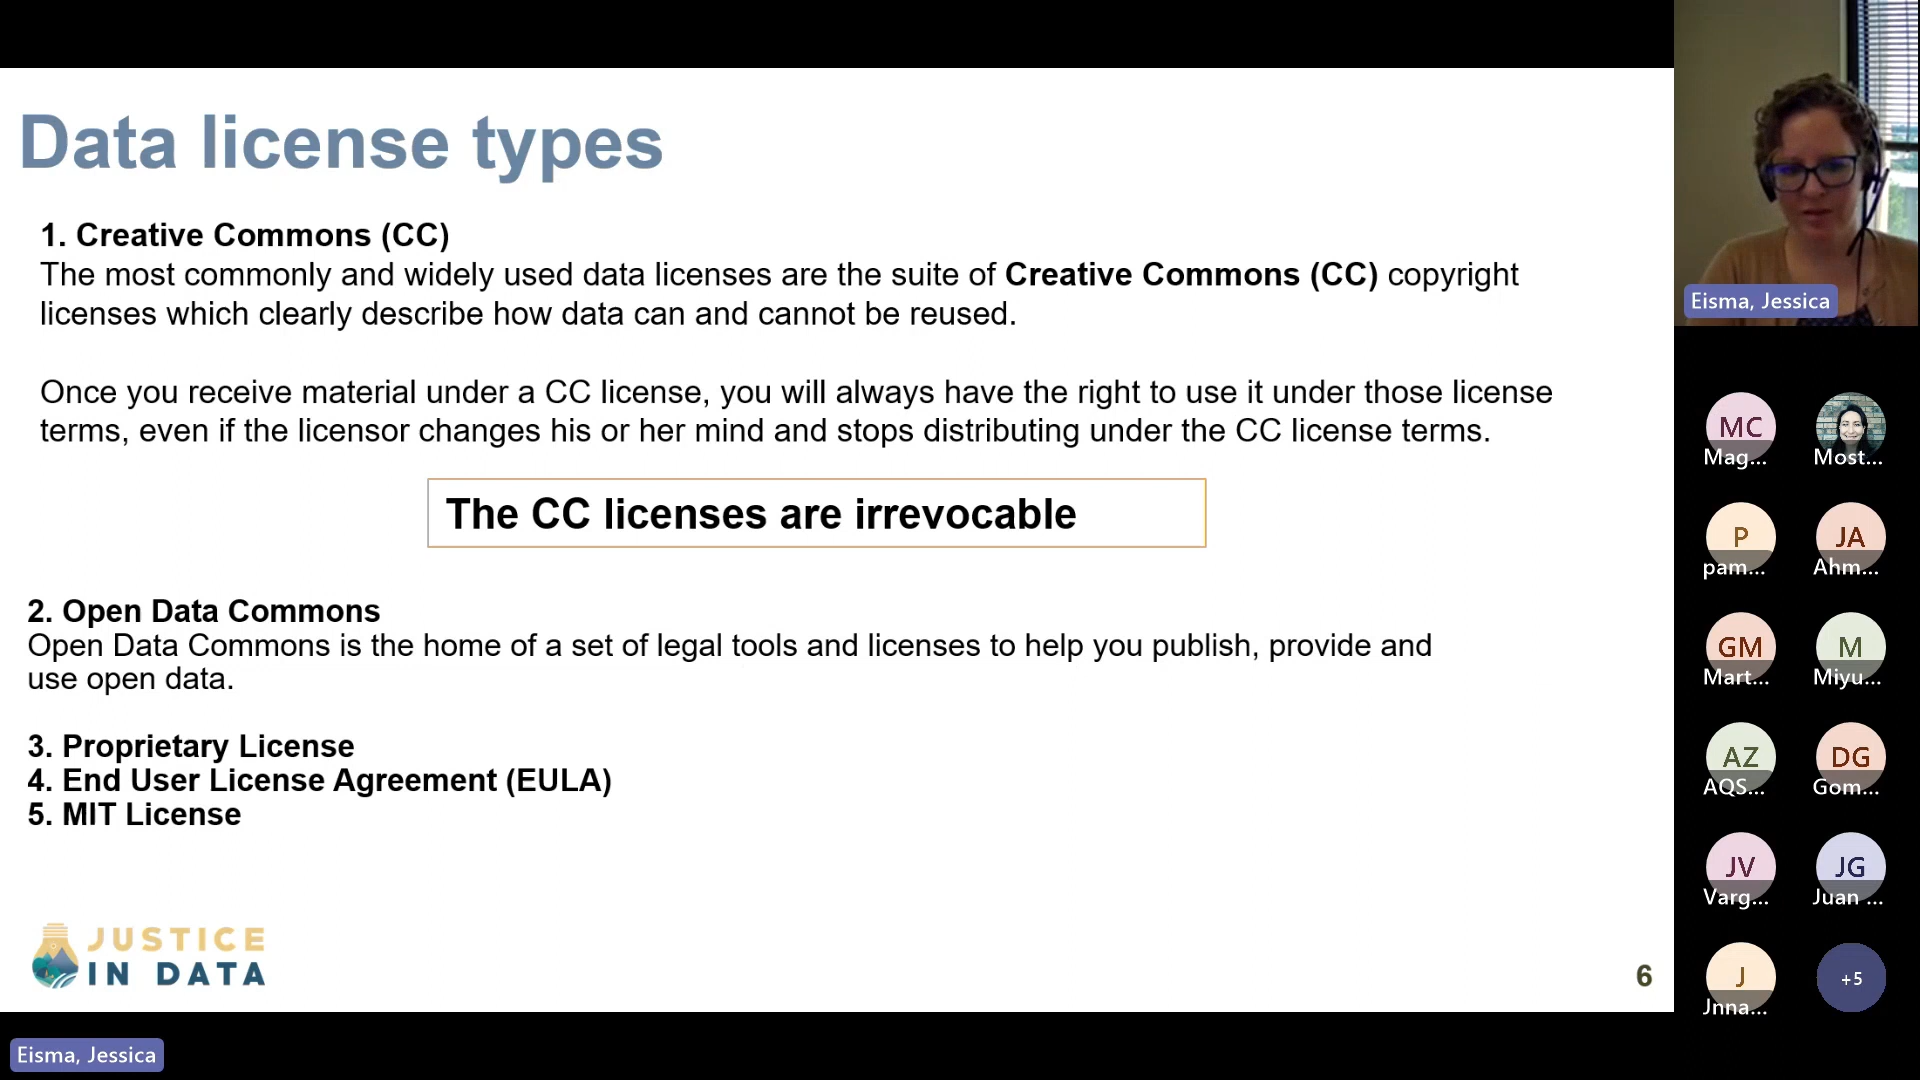 Data license types
1. Creative Commons (CC)
The most commonly and widely used data licenses are the suite of Creative Commons (CC) copyright
licenses which clearly describe how data can and cannot be reused.
Once you receive material under a CC license, you will always have the right to use it under those license
terms, even if the licensor changes his or her mind and stops distributing under the CC license terms.
The CC licenses are irrevocable
2. Open Data Commons
Open Data Commons is the home of a set of legal tools and licenses to help you publish, provide and
use open data.
3. Proprietary License
4. End User License Agreement (EULA)
5. MIT License
JUSTICE
IN DATA
6
Eisma, Jessica
Eisma, Jessica
MC
Mag...
Most...
P
pam...
JA
Ahm...
GM
Mart...
M
Miyu...
AZ
AQS...
DG
Gom...
JV
Varg...
JG
Juan ...
J
Jnna...
+5